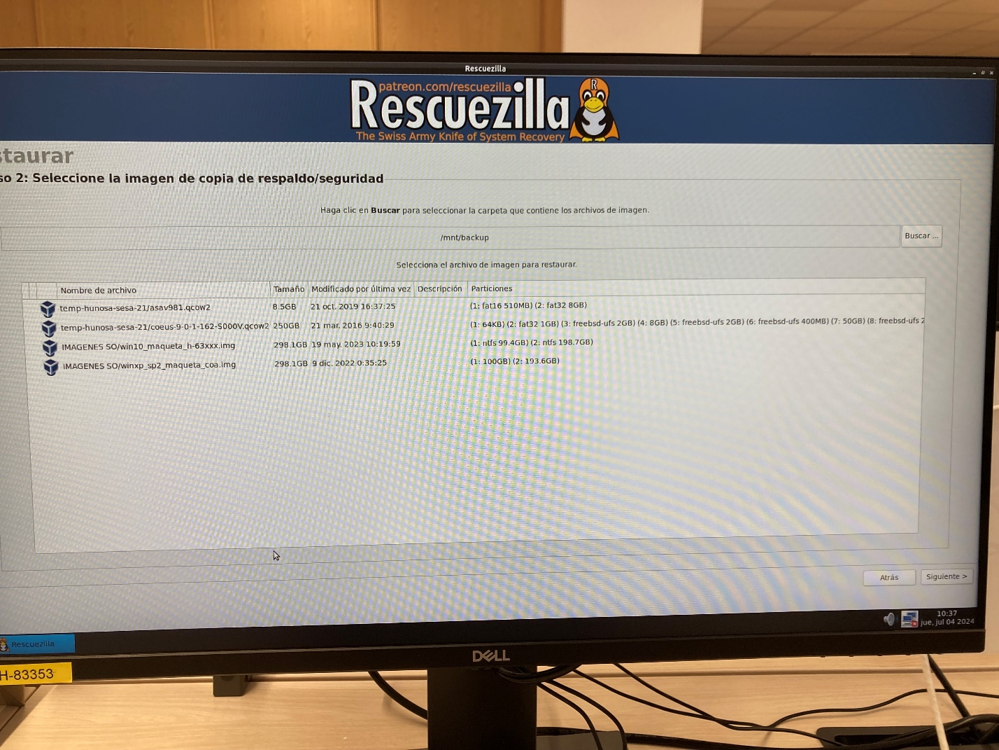 Rescuezilla
patreon.com/rescuezilla
Rescuezilla
R
The Swiss Army Knife of System Recovery
staurar
so 2: Seleccione la imagen de copia de respaldo/seguridad
Haga clic en Buscar para seleccionar la carpeta que contiene los archivos de imagen.
/mnt/backup
Buscar ...
Selecciona el archivo de imagen para restaurar.
Nombre de archivo Tamaño Modificado por última vez Descripción Particiones
temp-hunosa-sesa-21/asav981.qcow2 8.5GB 21 oct. 2019 16:37:25 (1: fat16 510MB) (2: fat32 8GB)
temp-hunosa-sesa-21/coeus-9-0-1-162-S000V.qcow2 250GB 21 mar. 2016 9:40:29 (1: 64KB) (2: fat32 1GB) (3: freebsd-ufs 2GB) (4: 8GB) (5: freebsd-ufs 2GB) (6: freebsd-ufs 400MB) (7: 50GB) (8: freebsd-ufs 2
IMAGENES SO/win10_maqueta_h-63xxx.img 298.1GB 19 may. 2023 10:19:59 (1: ntfs 99.4GB) (2: ntfs 198.7GB)
IMAGENES SO/winxp_sp2_maqueta_coa.img 298.1GB 9 dic. 2022 0:35:25 (1: 100GB) (2: 193.6GB)
Atrás
Siguiente >
10:37
jue, jul 04 2024
Rescuezilla
DELL
H-83353